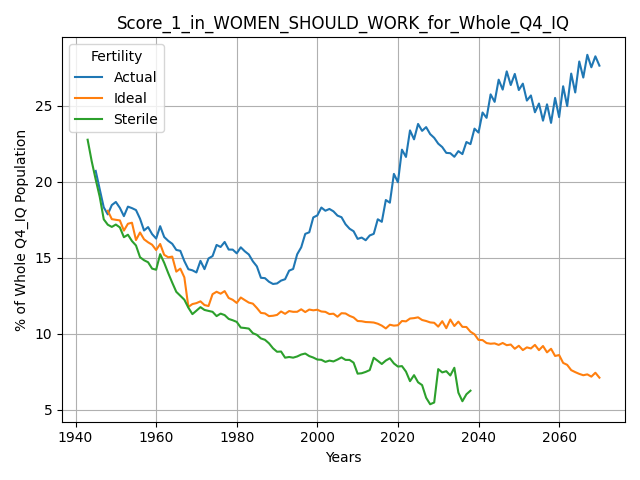 Score_1_in_WOMEN_SHOULD_WORK_for_Whole_Q4_IQ
Fertility
Actual
Ideal
Sterile
% of Whole Q4_IQ Population
25
20
15
10
5
1940 1960 1980 2000 2020 2040 2060
Years